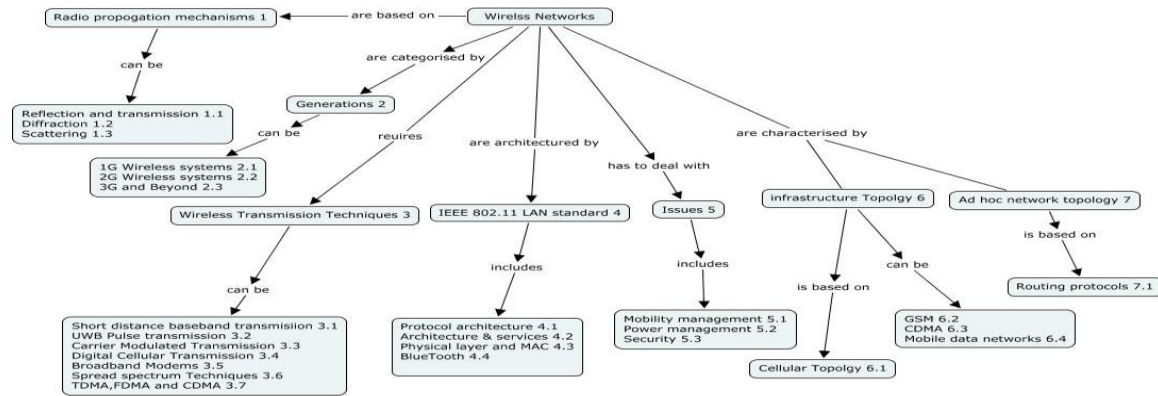 Radio propogation mechanisms 1
are based on
Wirelss Networks
can be
are categorised by
Reflection and transmission 1.1
Diffraction 1.2
Scattering 1.3
Generations 2
can be
reuires
are architectured by
has to deal with
are characterised by
1G Wireless systems 2.1
2G Wireless systems 2.2
3G and Beyond 2.3
Wireless Transmission Techniques 3
IEEE 802.11 LAN standard 4
Issues 5
infrastructure Topolgy 6
Ad hoc network topology 7
can be
includes
includes
is based on
can be
is based on
Routing protocols 7.1
Short distance baseband transmisiion 3.1
UWB Pulse transmission 3.2
Carrier Modulated Transmission 3.3
Digital Cellular Transmission 3.4
Broadband Modems 3.5
Spread spectrum Techniques 3.6
TDMA,FDMA and CDMA 3.7
Protocol architecture 4.1
Architecture & services 4.2
Physical layer and MAC 4.3
BlueTooth 4.4
Mobility management 5.1
Power management 5.2
Security 5.3
Cellular Topolgy 6.1
GSM 6.2
CDMA 6.3
Mobile data networks 6.4